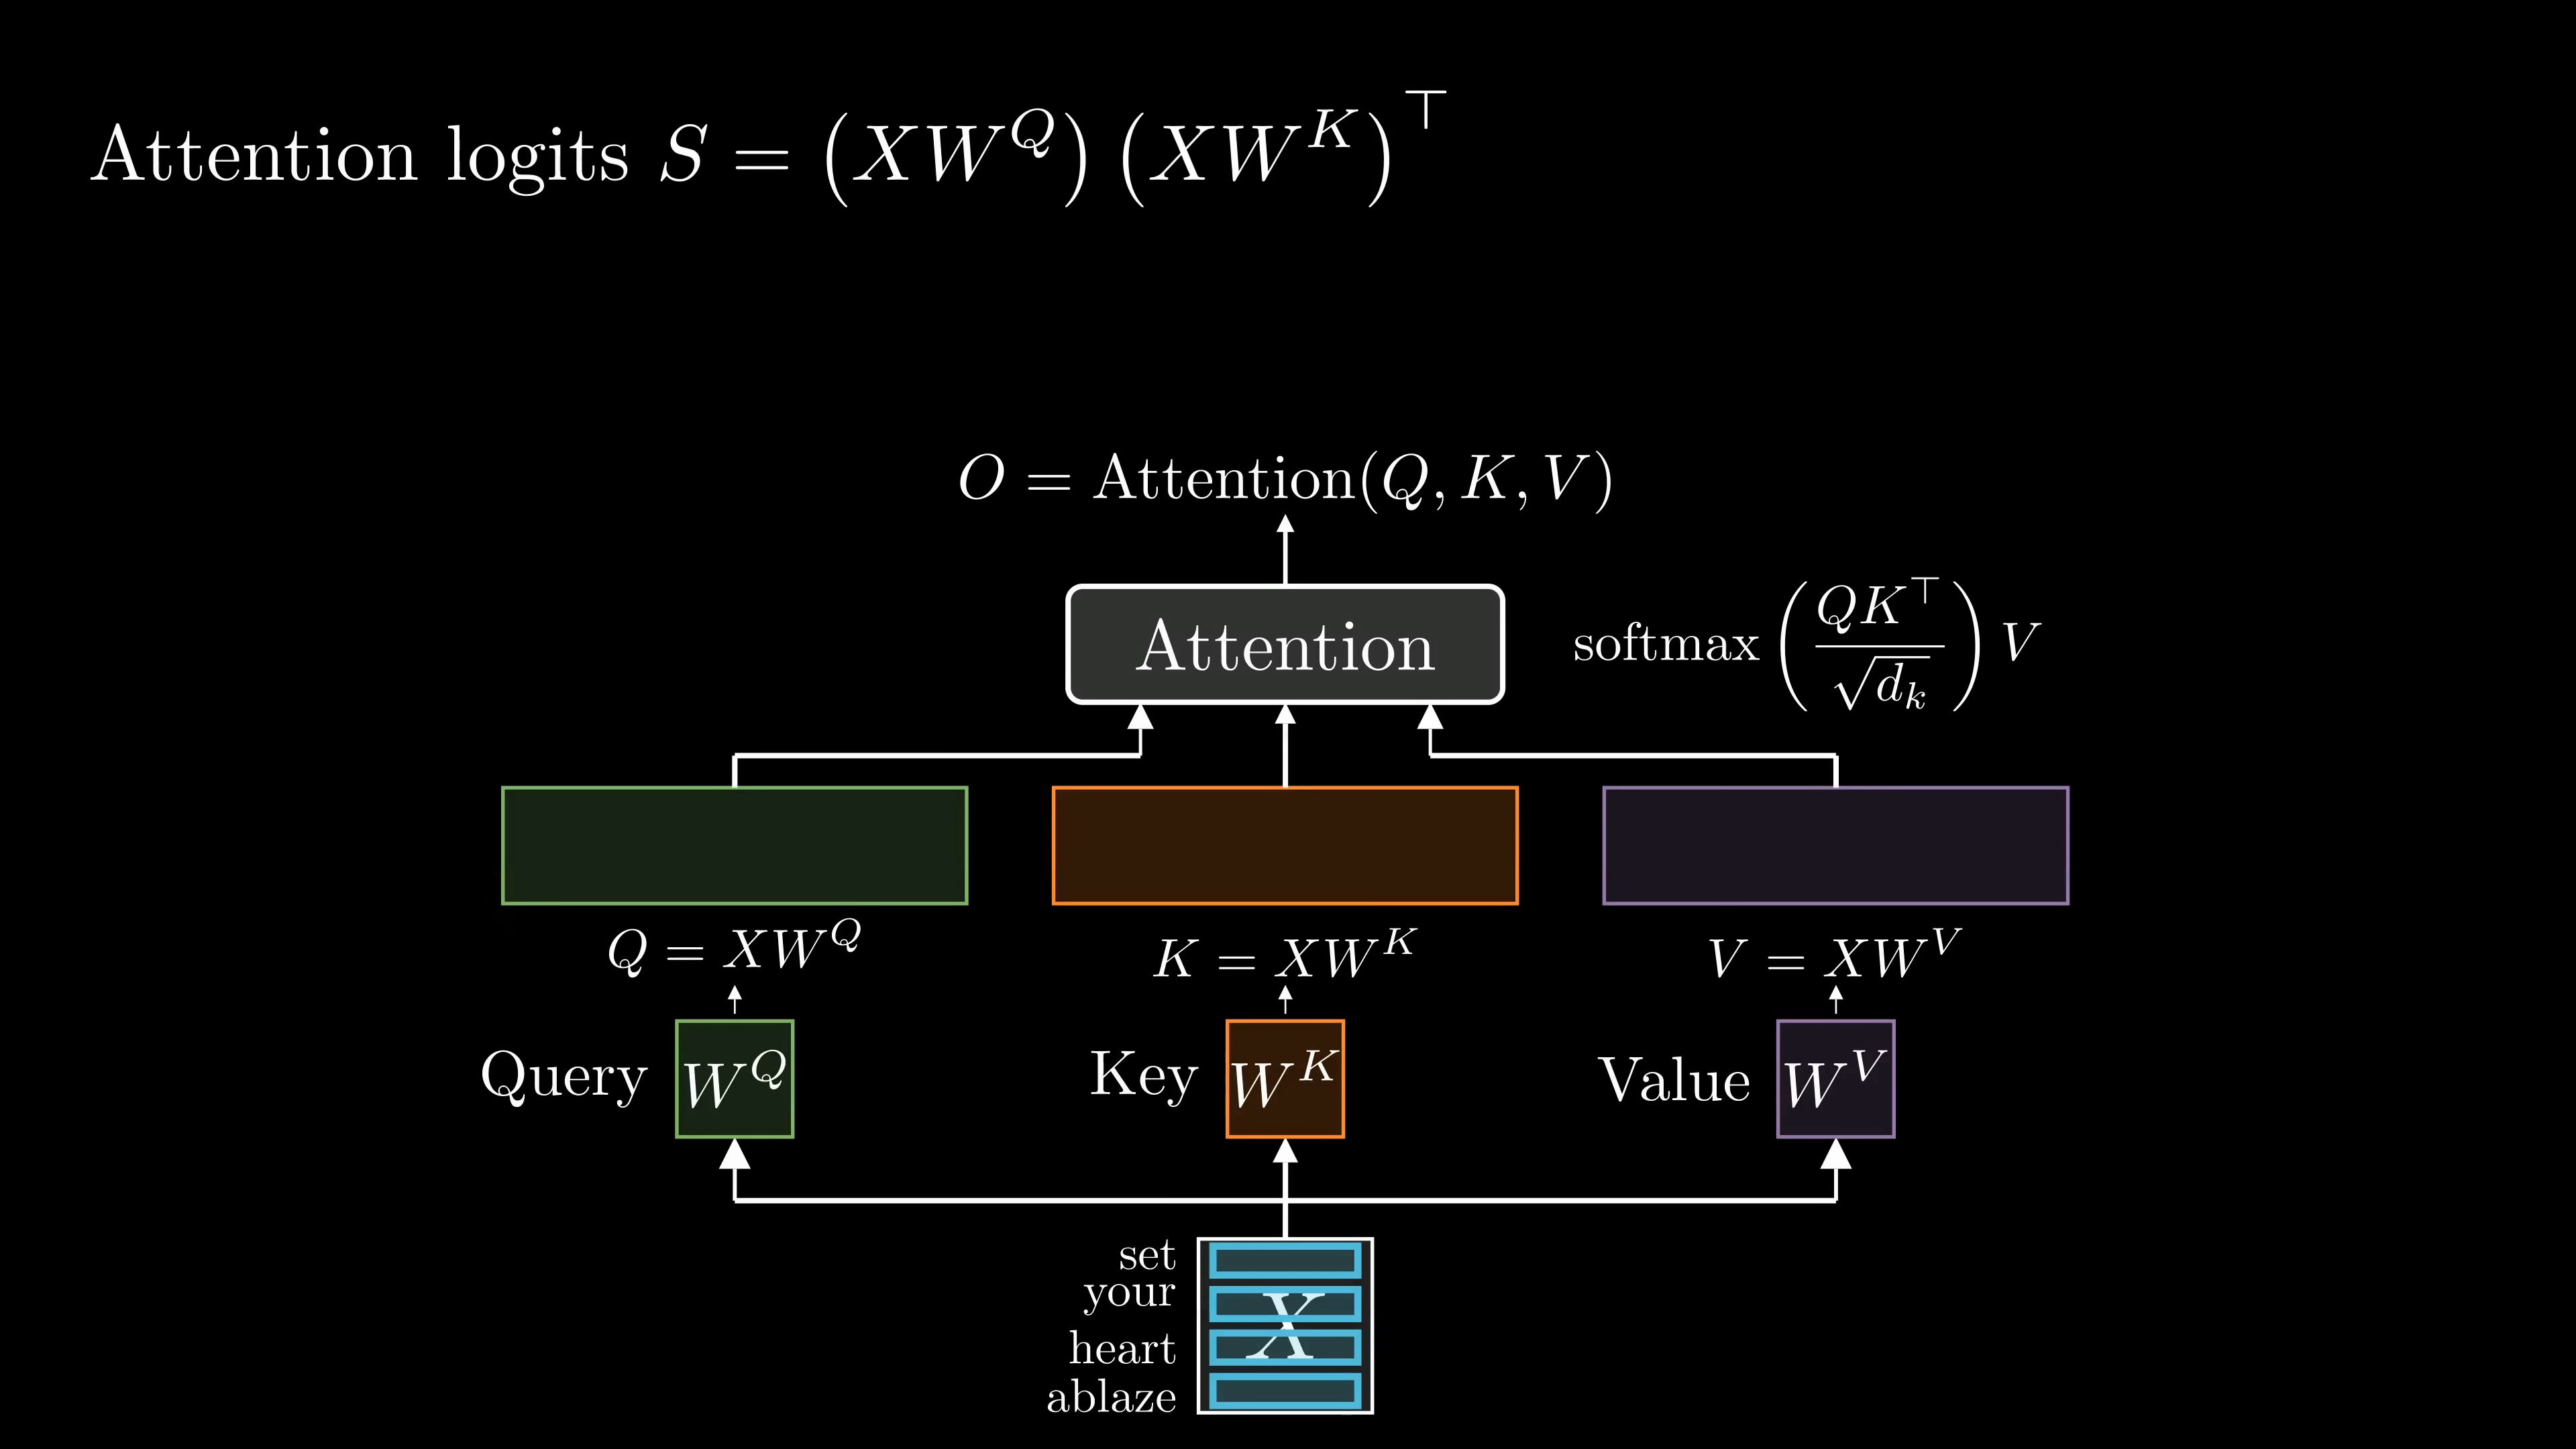 Attention logits S = (XW^Q) (XW^K)^⊤
O = Attention(Q, K, V)
Attention
softmax(QK^⊤ / √d_k) V
Q = XW^Q
K = XW^K
V = XW^V
Query W^Q
Key W^K
Value W^V
set
your
X
heart
ablaze